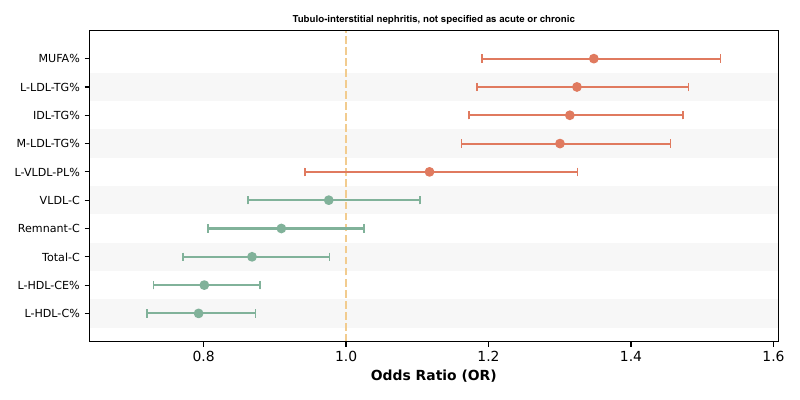 Tubulo-interstitial nephritis, not specified as acute or chronic
MUFA%
L-LDL-TG%
IDL-TG%
M-LDL-TG%
L-VLDL-PL%
VLDL-C
Remnant-C
Total-C
L-HDL-CE%
L-HDL-C%
0.8 1.0 1.2 1.4 1.6
Odds Ratio (OR)